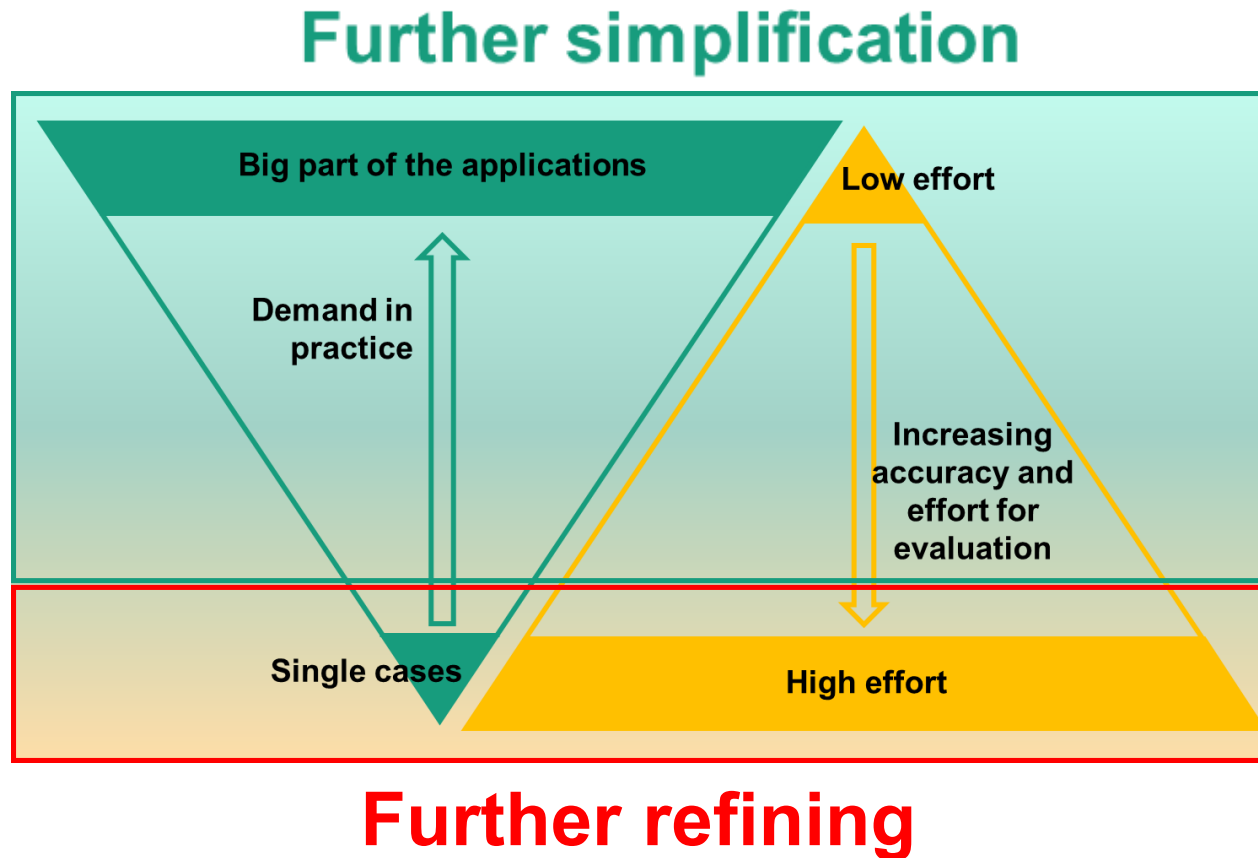 Further simplification
Big part of the applications
Low effort
Demand in
practice
Increasing
accuracy and
effort for
evaluation
Single cases
High effort
Further refining